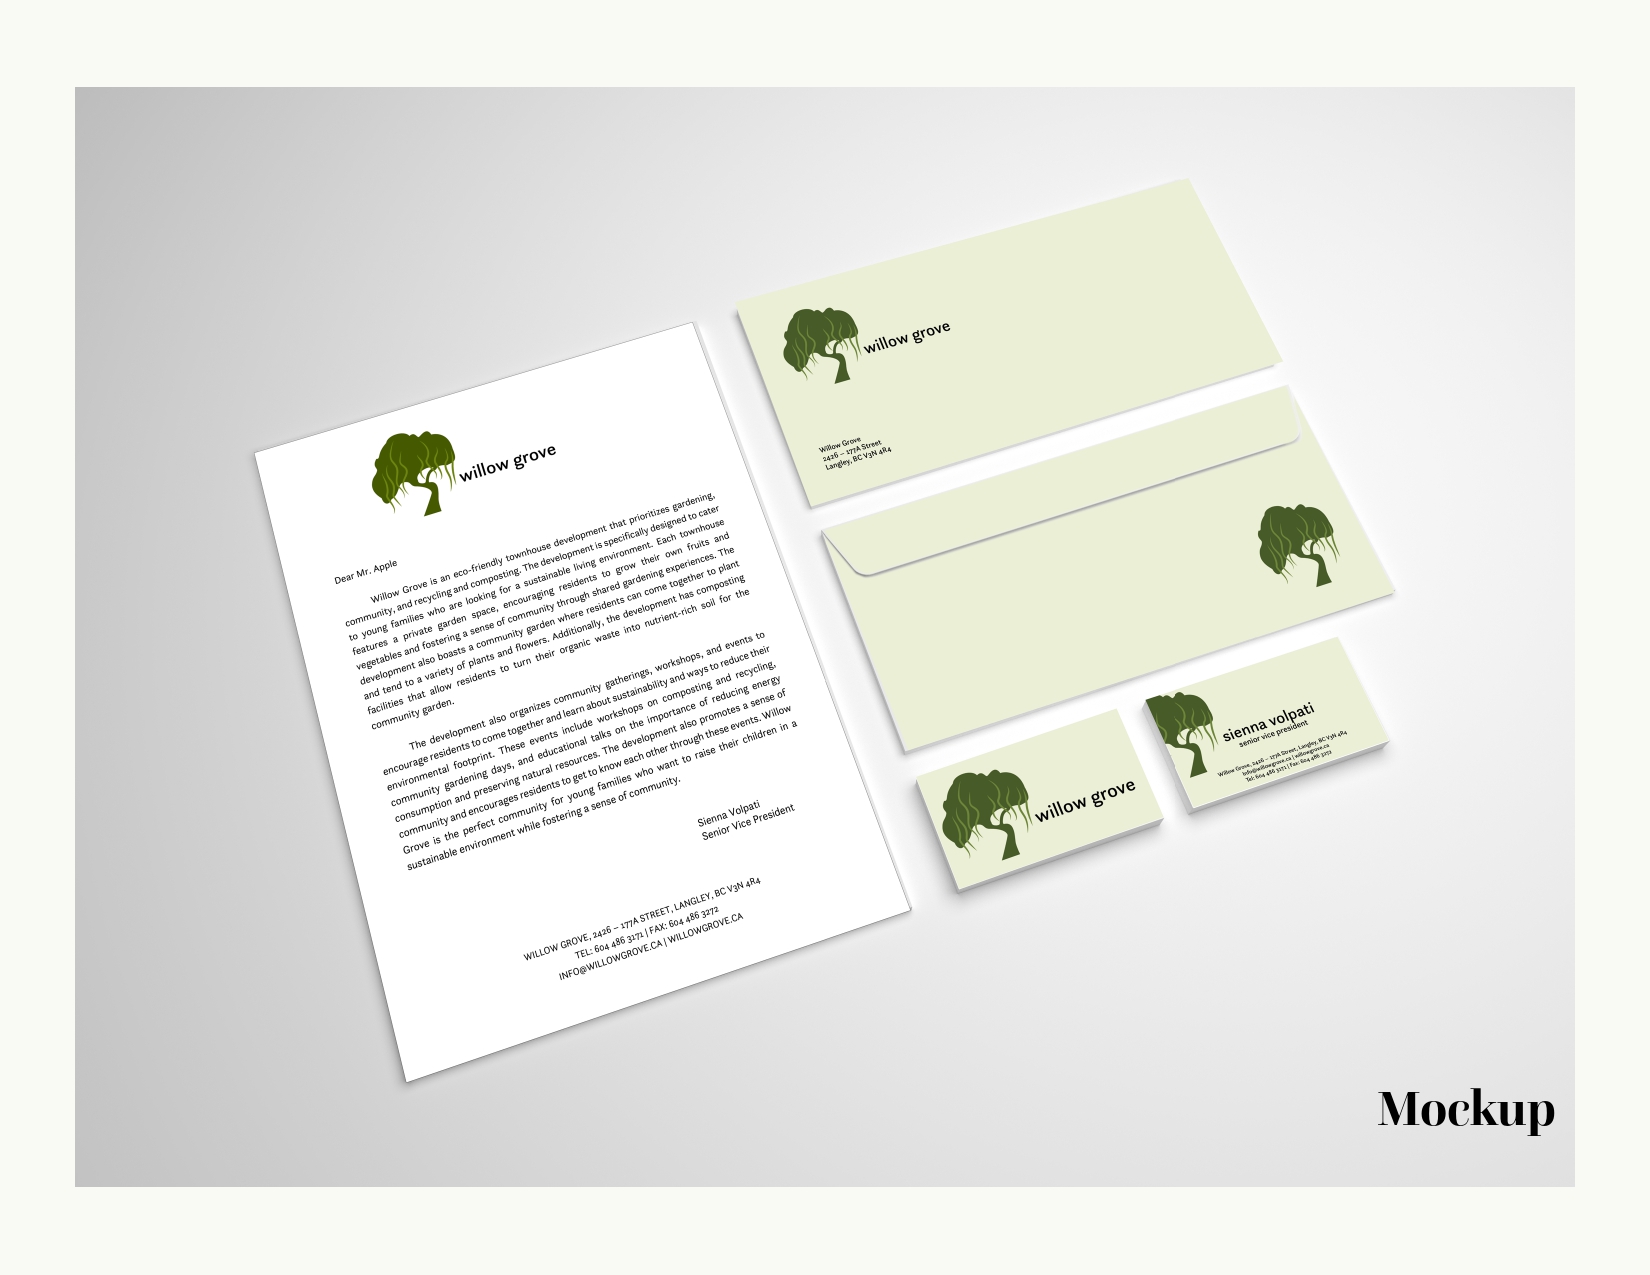 willow grove
Dear Mr. Apple
Willow Grove is an eco-friendly townhouse development that prioritizes gardening,
community, and recycling and composting. The development is specifically designed to cater
to young families who are looking for a sustainable living environment. Each townhouse
features a private garden space, encouraging residents to grow their own fruits and
vegetables and fostering a sense of community through shared gardening experiences. The
development also boasts a community garden where residents can come together to plant
and tend to a variety of plants and flowers. Additionally, the development has composting
facilities that allow residents to turn their organic waste into nutrient-rich soil for the
community garden.
The development also organizes community gatherings, workshops, and events to
encourage residents to come together and learn about sustainability and ways to reduce their
environmental footprint. These events include workshops on composting and recycling,
community gardening days, and educational talks on the importance of reducing energy
consumption and preserving natural resources. The development also promotes a sense of
community and encourages residents to get to know each other through these events. Willow
Grove is the perfect community for young families who want to raise their children in a
sustainable environment while fostering a sense of community.
Sienna Volpati
Senior Vice President
WILLOW GROVE, 2426 – 177A STREET, LANGLEY, BC V3N 4R4
TEL: 604 486 3171 | FAX: 604 486 3272
INFO@WILLOWGROVE.CA | WILLOWGROVE.CA
willow grove
Willow Grove
2426 – 177A Street
Langley, BC V3N 4R4
willow grove
sienna volpati
senior vice president
Willow Grove, 2426 – 177A Street, Langley, BC V3N 4R4
info@willowgrove.ca | willowgrove.ca
Tel: 604 486 3171 | Fax: 604 486 3272
Mockup